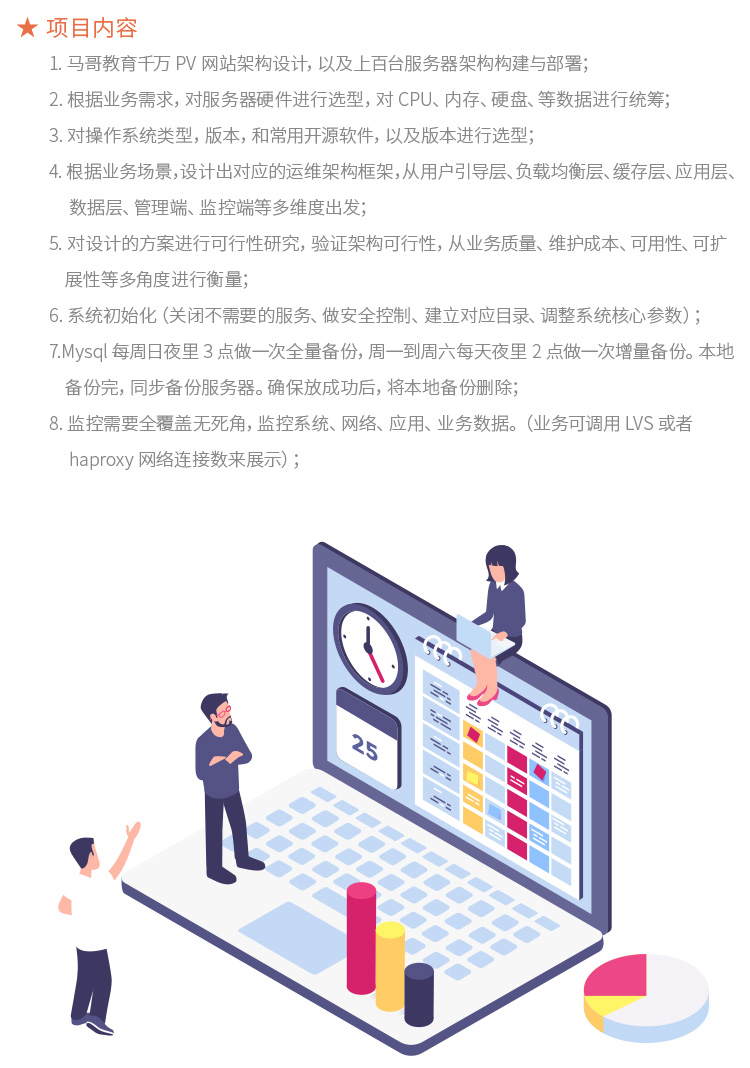 ★ 项目内容
1. 马哥教育千万 PV 网站架构设计，以及上百台服务器架构构建与部署；
2. 根据业务需求，对服务器硬件进行选型，对 CPU、内存、硬盘、等数据进行统筹；
3. 对操作系统类型，版本，和常用开源软件，以及版本进行选型；
4. 根据业务场景，设计出对应的运维架构框架，从用户引导层、负载均衡层、缓存层、应用层、
数据层、管理端、监控端等多维度出发；
5. 对设计的方案进行可行性研究，验证架构可行性，从业务质量、维护成本、可用性、可扩
展性等多角度进行衡量；
6. 系统初始化（关闭不需要的服务、做安全控制、建立对应目录、调整系统核心参数）；
7.Mysql 每周日夜里 3 点做一次全量备份，周一到周六每天夜里 2 点做一次增量备份。本地
备份完，同步备份服务器。确保放成功后，将本地备份删除；
8. 监控需要全覆盖无死角，监控系统、网络、应用、业务数据。（业务可调用 LVS 或者
haproxy 网络连接数来展示）；
25